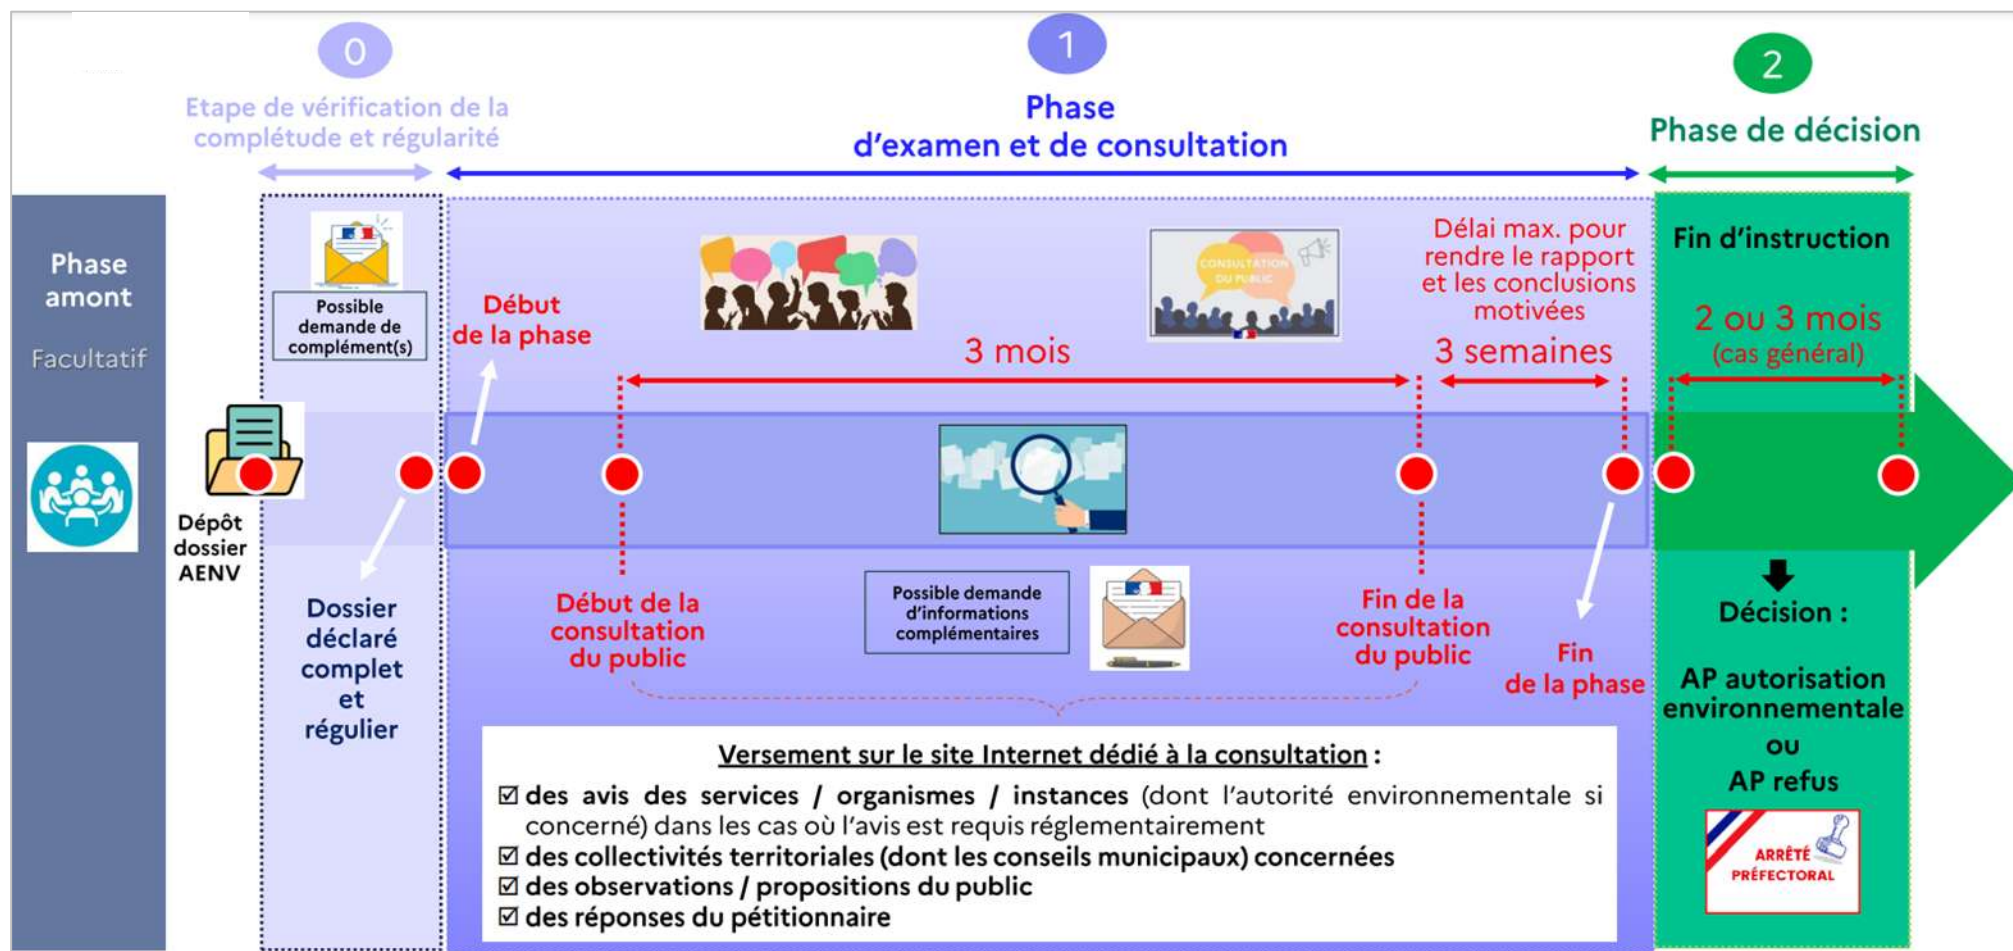 0
Etape de vérification de la
complétude et régularité
1
Phase
d'examen et de consultation
2
Phase de décision
Phase
amont
Facultatif
Dépôt
dossier
AENV
Possible
demande de
complément(s)
Dossier
déclaré
complet
et
régulier
Début
de la phase
CONSULTATION
DU PUBLIC
3 mois
Délai max. pour
rendre le rapport
et les conclusions
motivées
3 semaines
Début de la
consultation
du public
Possible demande
d'informations
complémentaires
Fin de la
consultation
du public
Fin
de la phase
Versement sur le site Internet dédié à la consultation :
☑ des avis des services / organismes / instances (dont l'autorité environnementale si
concerné) dans les cas où l'avis est requis réglementairement
☑ des collectivités territoriales (dont les conseils municipaux) concernées
☑ des observations / propositions du public
☑ des réponses du pétitionnaire
Fin d'instruction
2 ou 3 mois
(cas général)
Décision :
AP autorisation
environnementale
ou
AP refus
ARRÊTÉ
PRÉFECTORAL